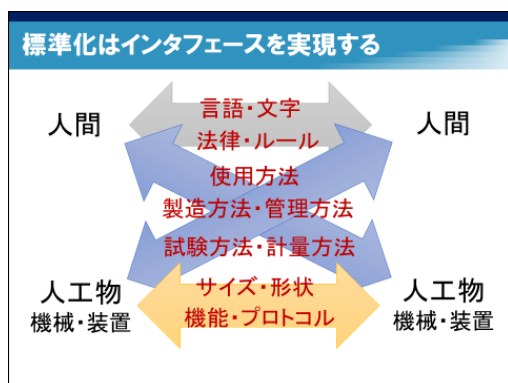 標準化はインタフェースを実現する
人間
言語・文字
法律・ルール
人間
使用方法
製造方法・管理方法
試験方法・計量方法
人工物
機械・装置
サイズ・形状
機能・プロトコル
人工物
機械・装置